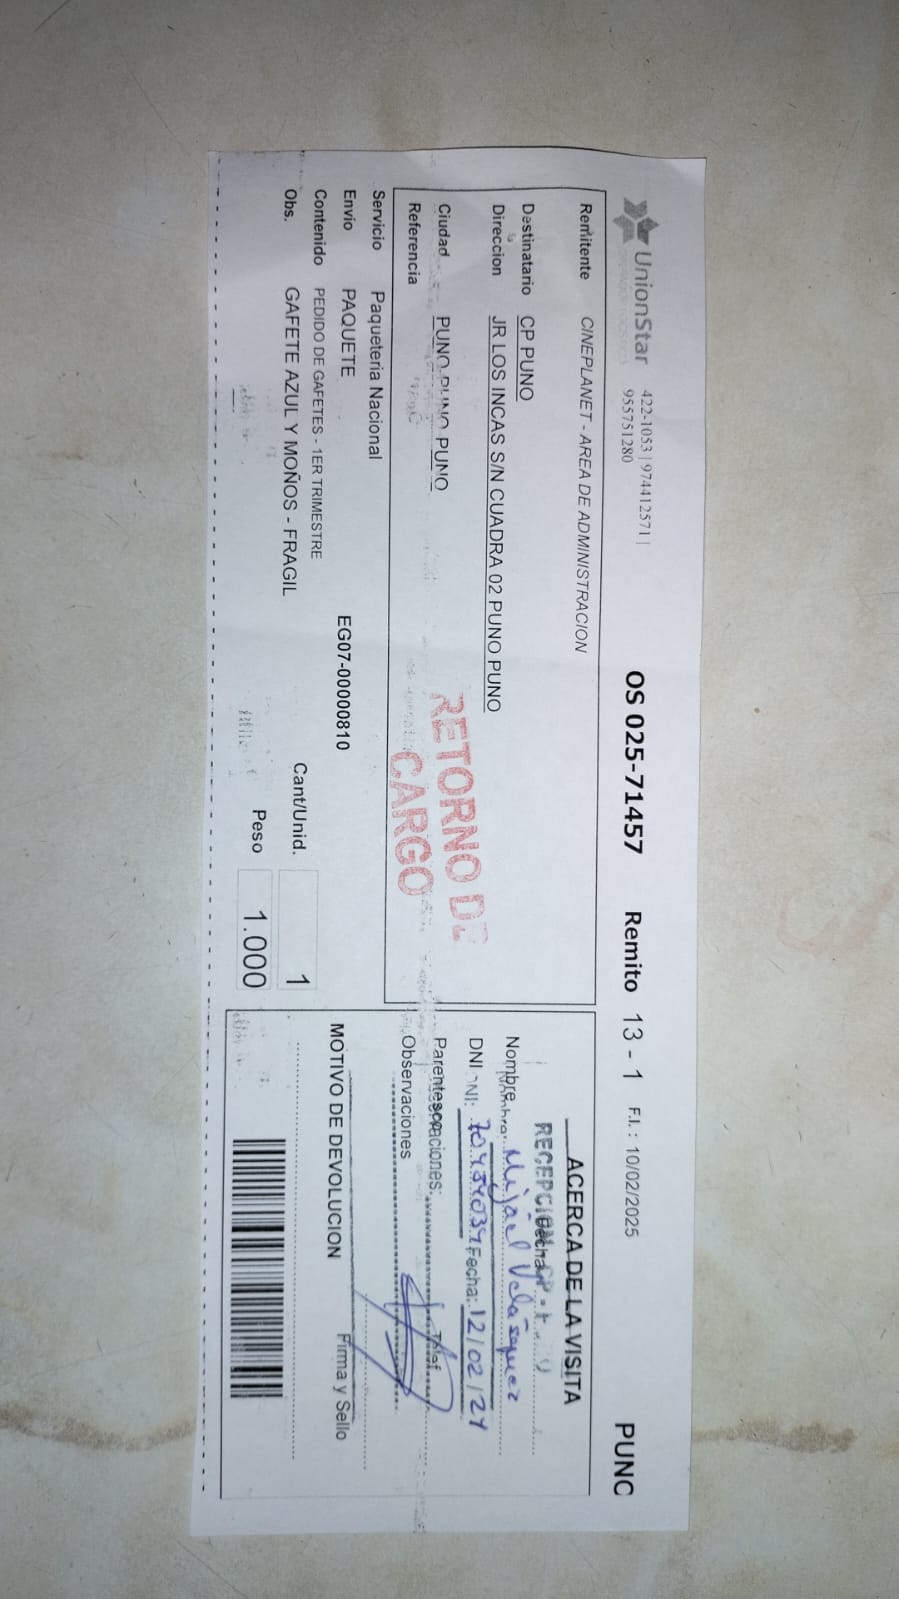 UnionStar 422-1053 | 974412571 |
955751280
OS 025-71457 Remito 13 - 1 F.I. : 10/02/2025 PUNO
Remitente CINEPLANET - AREA DE ADMINISTRACION
Destinatario CP PUNO
Direccion JR LOS INCAS S/N CUADRA 02 PUNO PUNO
Ciudad PUNO PUNO PUNO
Referencia
RETORNO DE
CARGO
Servicio Paqueteria Nacional
Envio PAQUETE EG07-00000810
Contenido PEDIDO DE GAFETES - 1ER TRIMESTRE
Obs. GAFETE AZUL Y MOÑOS - FRAGIL
Cant/Unid. 1
Peso 1.000
ACERCA DE LA VISITA
RECEPCION
Nombre Mijael Velásquez
DNI DNI: Fecha: 12/02/24
Parentesco
Observaciones
MOTIVO DE DEVOLUCION Firma y Sello